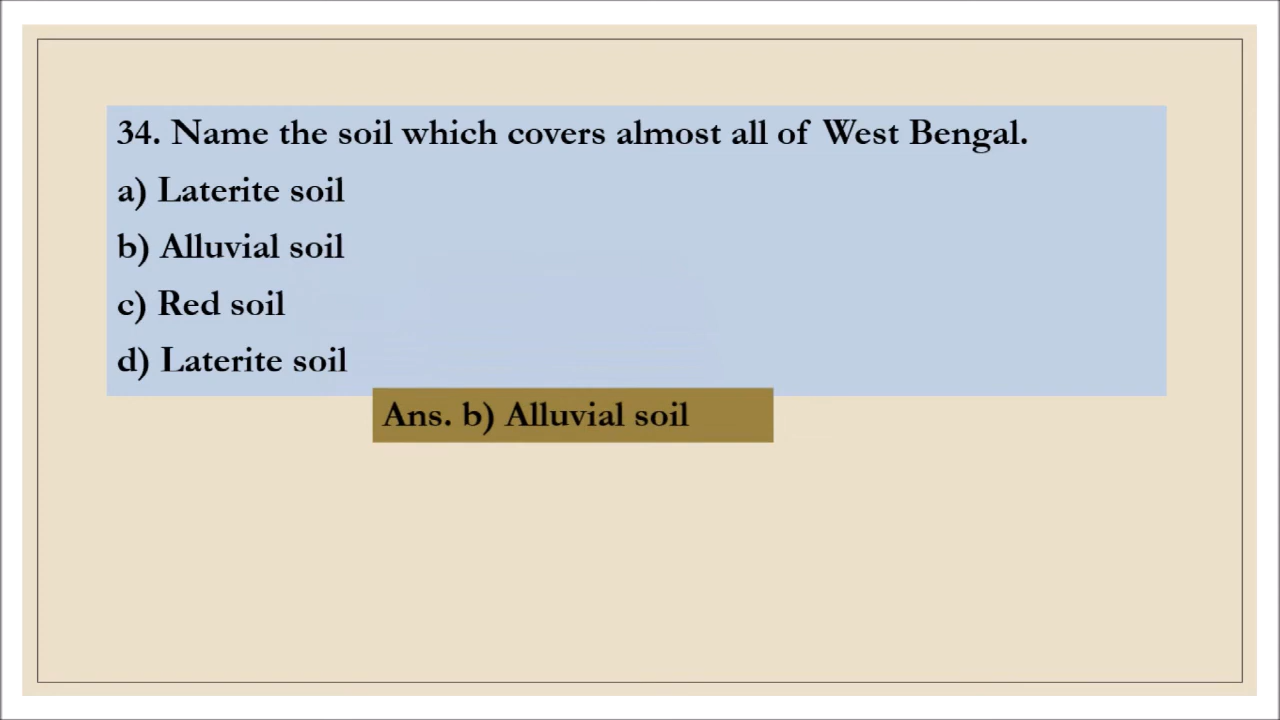 34. Name the soil which covers almost all of West Bengal.
a) Laterite soil
b) Alluvial soil
c) Red soil
d) Laterite soil
Ans. b) Alluvial soil